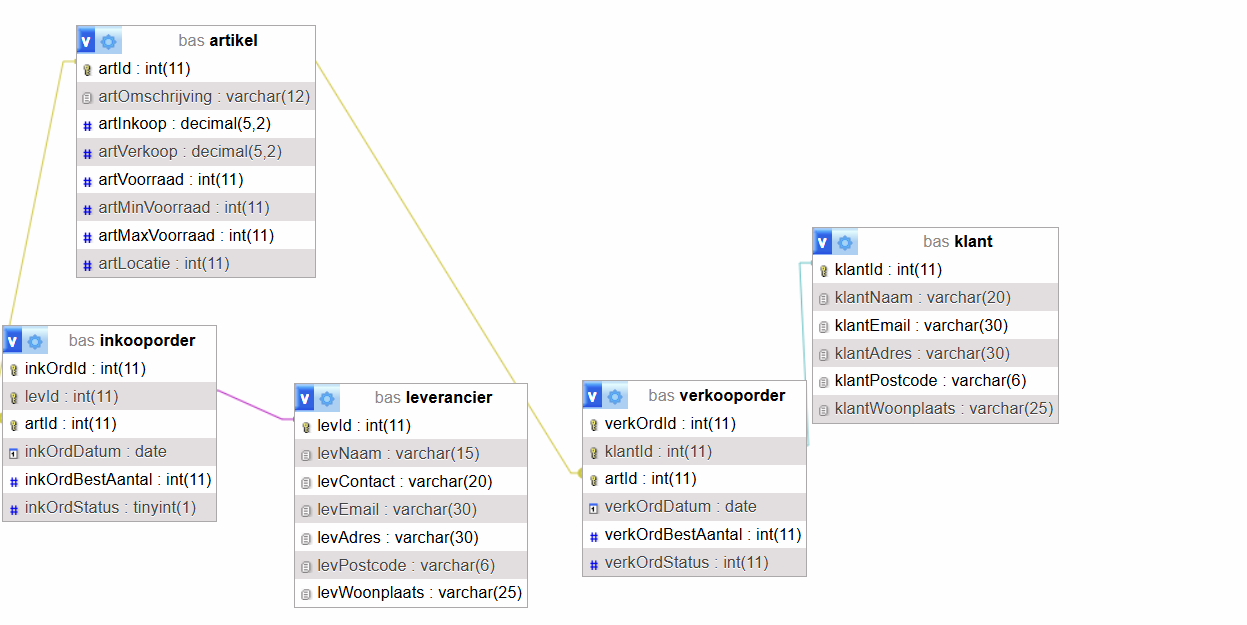 v bas artikel
artId : int(11)
artOmschrijving : varchar(12)
artInkoop : decimal(5,2)
artVerkoop : decimal(5,2)
artVoorraad : int(11)
artMinVoorraad : int(11)
artMaxVoorraad : int(11)
artLocatie : int(11)
v bas inkooporder
inkOrdId : int(11)
levId : int(11)
artId : int(11)
inkOrdDatum : date
inkOrdBestAantal : int(11)
inkOrdStatus : tinyint(1)
v bas leverancier
levId : int(11)
levNaam : varchar(15)
levContact : varchar(20)
levEmail : varchar(30)
levAdres : varchar(30)
levPostcode : varchar(6)
levWoonplaats : varchar(25)
v bas verkooporder
verkOrdId : int(11)
klantId : int(11)
artId : int(11)
verkOrdDatum : date
verkOrdBestAantal : int(11)
verkOrdStatus : int(11)
v bas klant
klantId : int(11)
klantNaam : varchar(20)
klantEmail : varchar(30)
klantAdres : varchar(30)
klantPostcode : varchar(6)
klantWoonplaats : varchar(25)